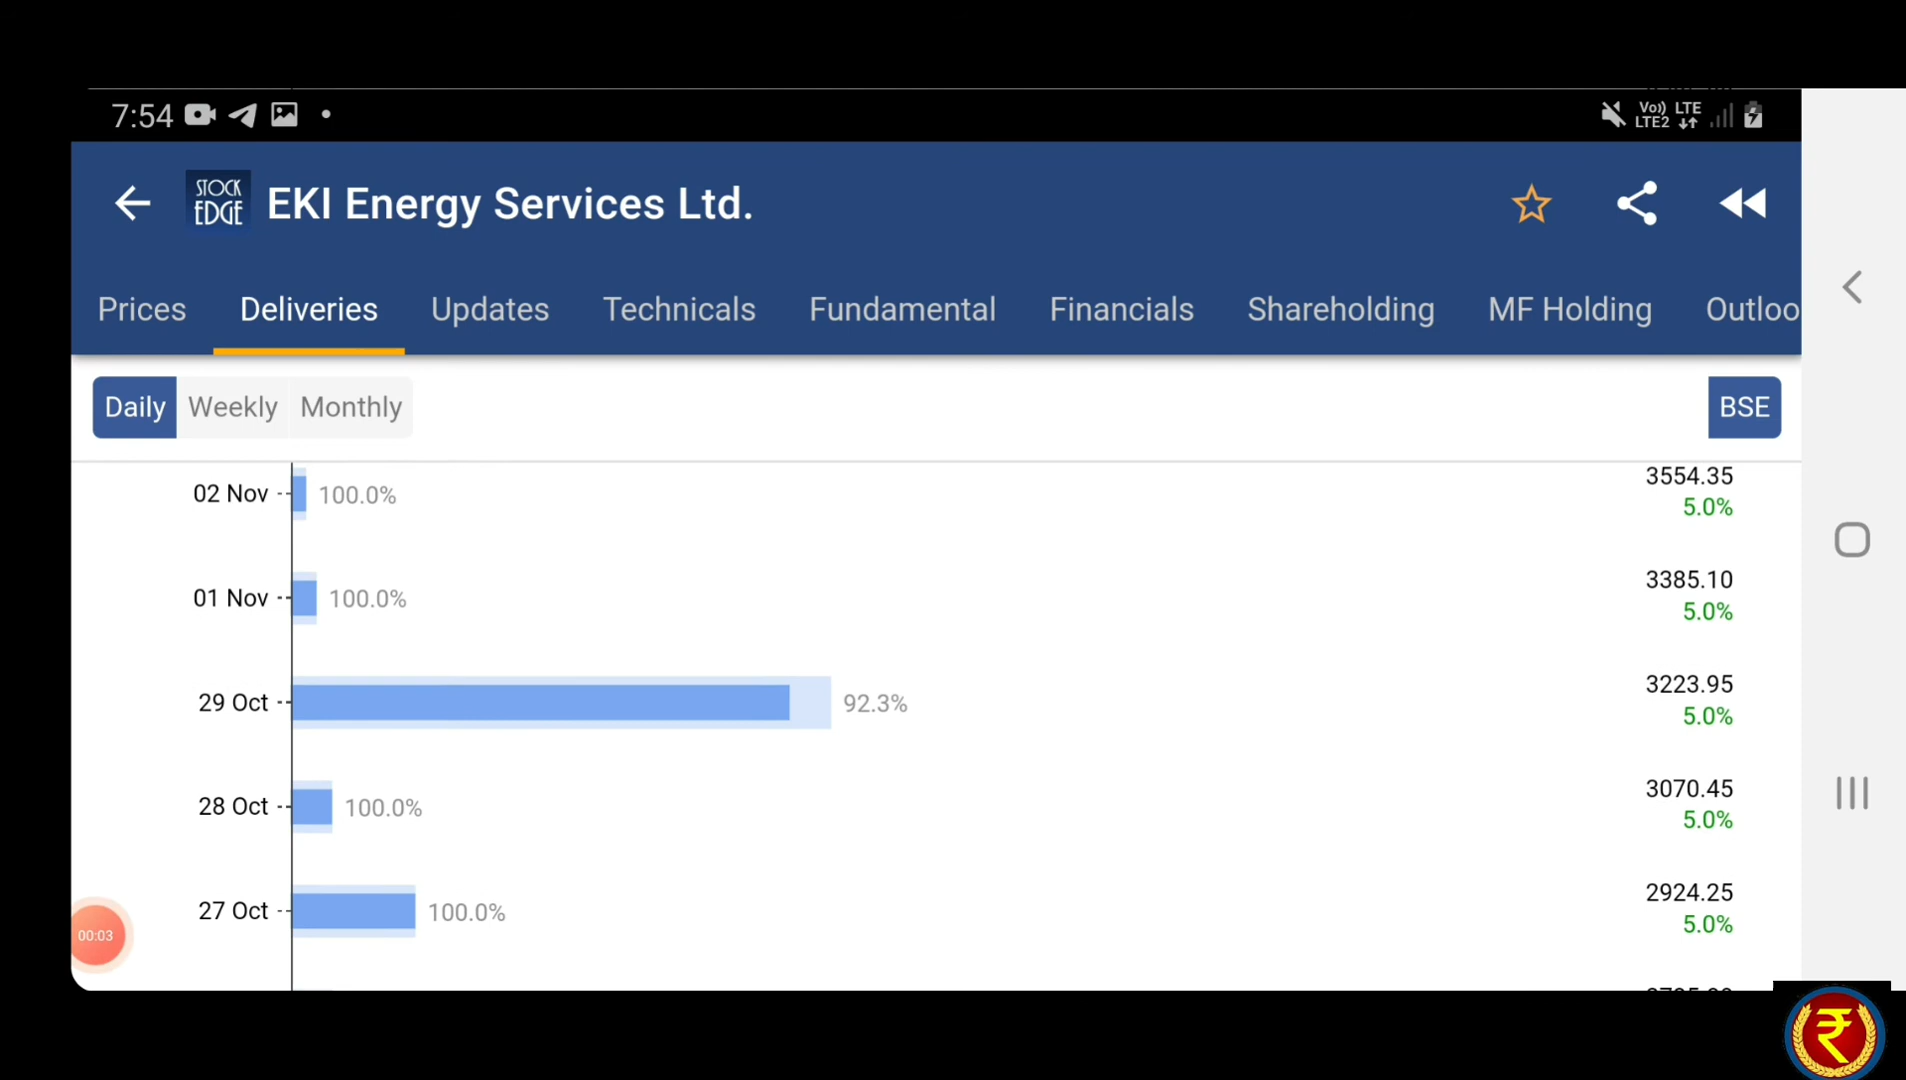 7:54
Vo)) LTE
LTE2
STOCK
EDGE
EKI Energy Services Ltd.
Prices Deliveries Updates Technicals Fundamental Financials Shareholding MF Holding Outloo
Daily Weekly Monthly BSE
02 Nov 100.0% 3554.35
5.0%
01 Nov 100.0% 3385.10
5.0%
29 Oct 92.3% 3223.95
5.0%
28 Oct 100.0% 3070.45
5.0%
27 Oct 100.0% 2924.25
5.0%
00:03
₹